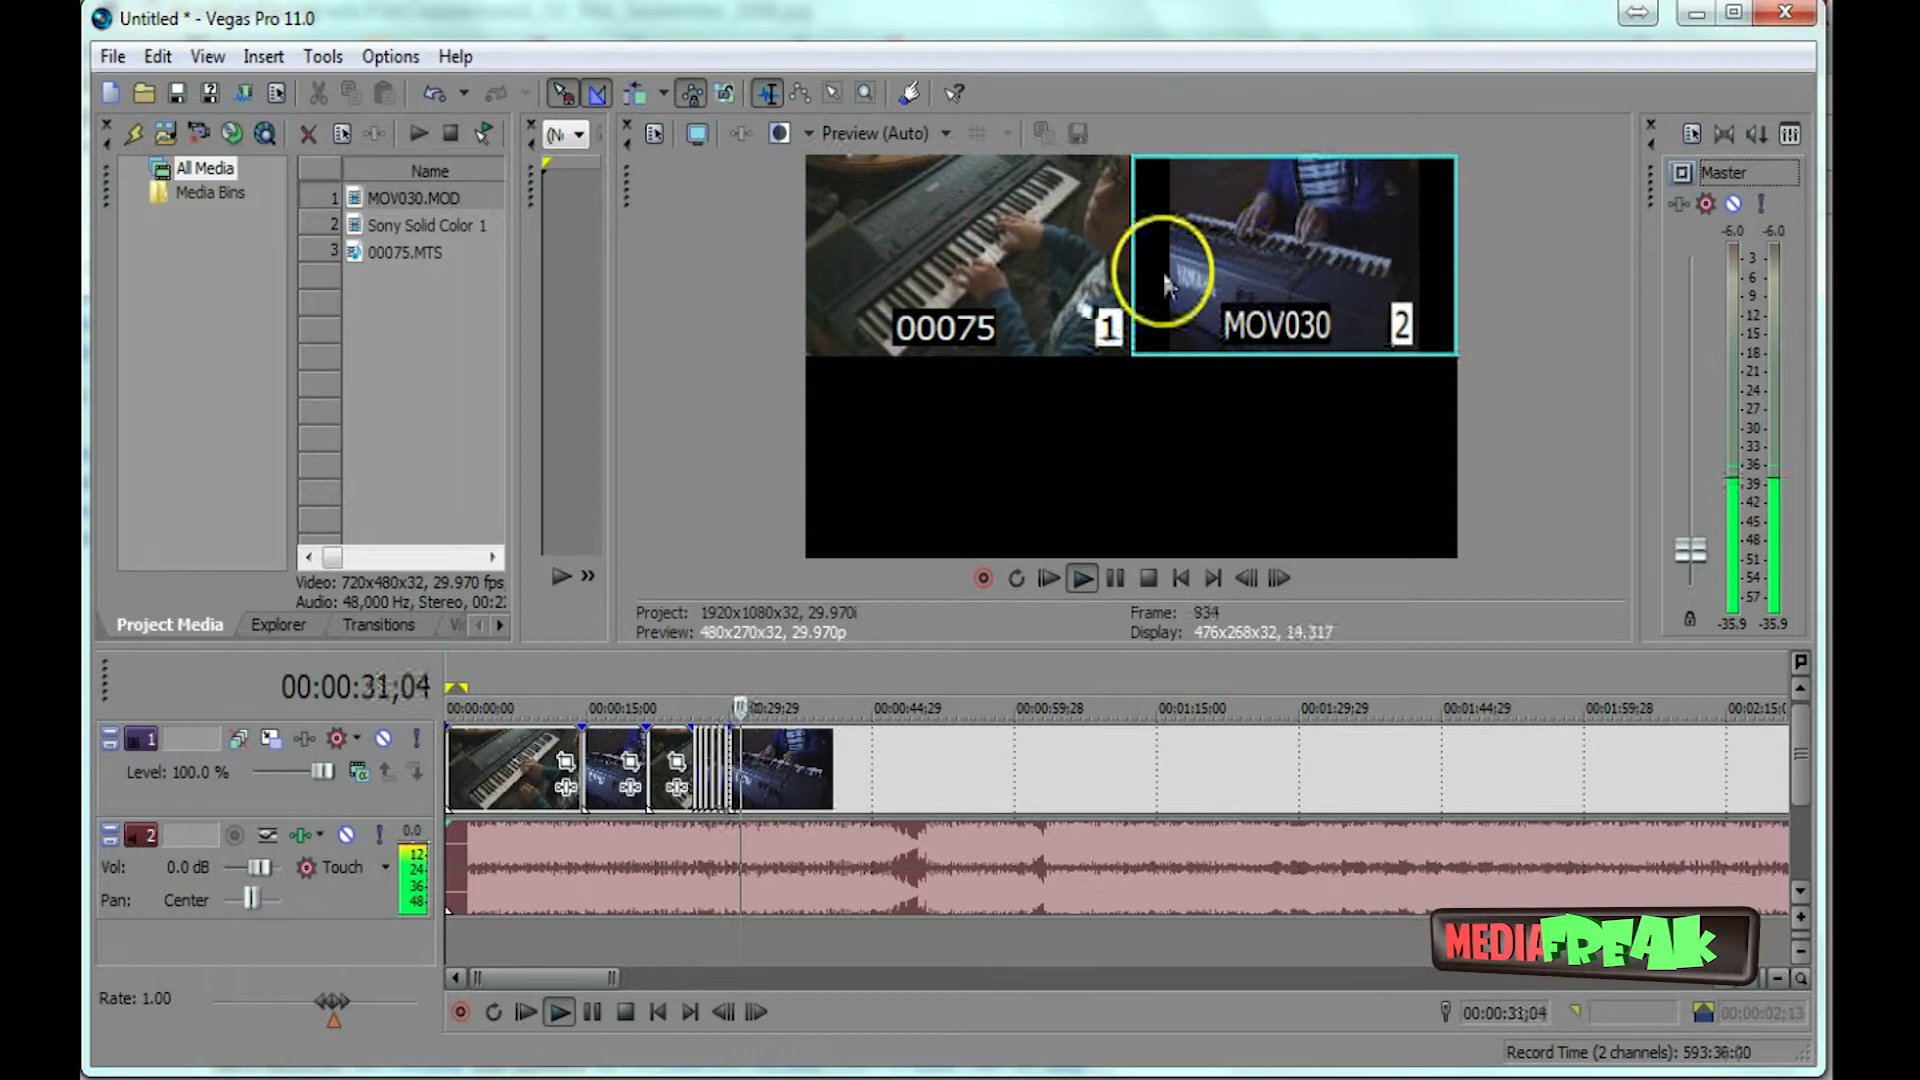 Untitled * - Vegas Pro 11.0
File Edit View Insert Tools Options Help
Preview (Auto)
All Media
Media Bins
Name
1 MOV030.MOD
2 Sony Solid Color 1
3 00075.MTS
Video: 720x480x32, 29.970 fps,
Audio: 48,000 Hz, Stereo, 00:2
Project Media Explorer Transitions
00075 1
MOV030 2
Project: 1920x1080x32, 29.970i
Preview: 480x270x32, 29.970p
Frame: 934
Display: 476x268x32, 14.317
Master
-6.0 -6.0
3
6
9
12
15
18
21
24
27
30
33
36
39
42
45
48
51
54
57
-35.9 -35.9
00:00:31;04
00:00:00;00 00:00:15;00 00:00:29;29 00:00:44;29 00:00:59;28 00:01:15;00 00:01:29;29 00:01:44;29 00:01:59;28 00:02:15;0
1
Level: 100.0 %
2
0.0
Vol: 0.0 dB Touch
Pan: Center
12
24
36
48
MEDIAFREAK
Rate: 1.00
00:00:31;04
00:00:02;13
Record Time (2 channels): 593:36:00